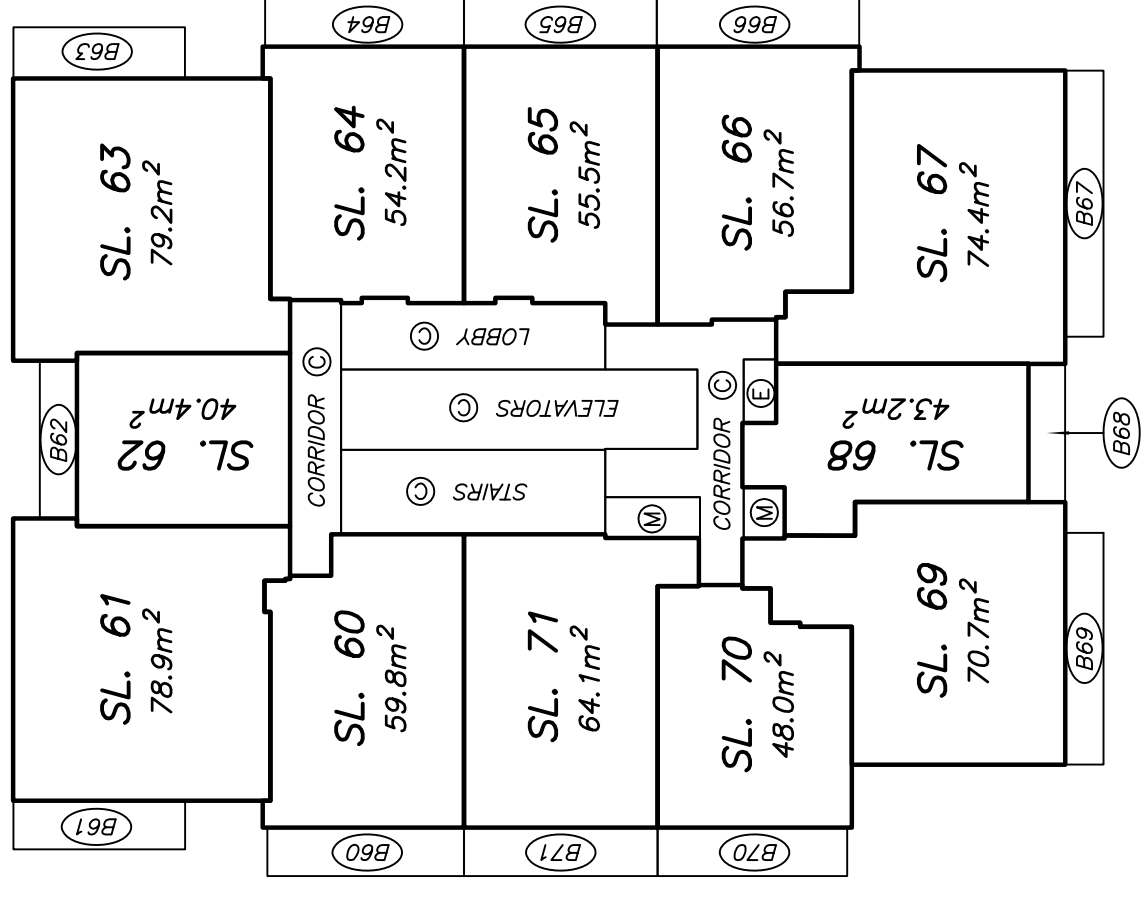 B63
B64
B65
B66
SL. 63
79.2m²
SL. 64
54.2m²
SL. 65
55.5m²
SL. 66
56.7m²
SL. 67
74.4m²
B67
LOBBY C
CORRIDOR C
ELEVATORS C
STAIRS C
CORRIDOR C
E
M
M
B62
SL. 62
40.4m²
SL. 68
43.2m²
B68
SL. 61
78.9m²
SL. 60
59.8m²
SL. 71
64.1m²
SL. 70
48.0m²
SL. 69
70.7m²
B69
B61
B60
B71
B70